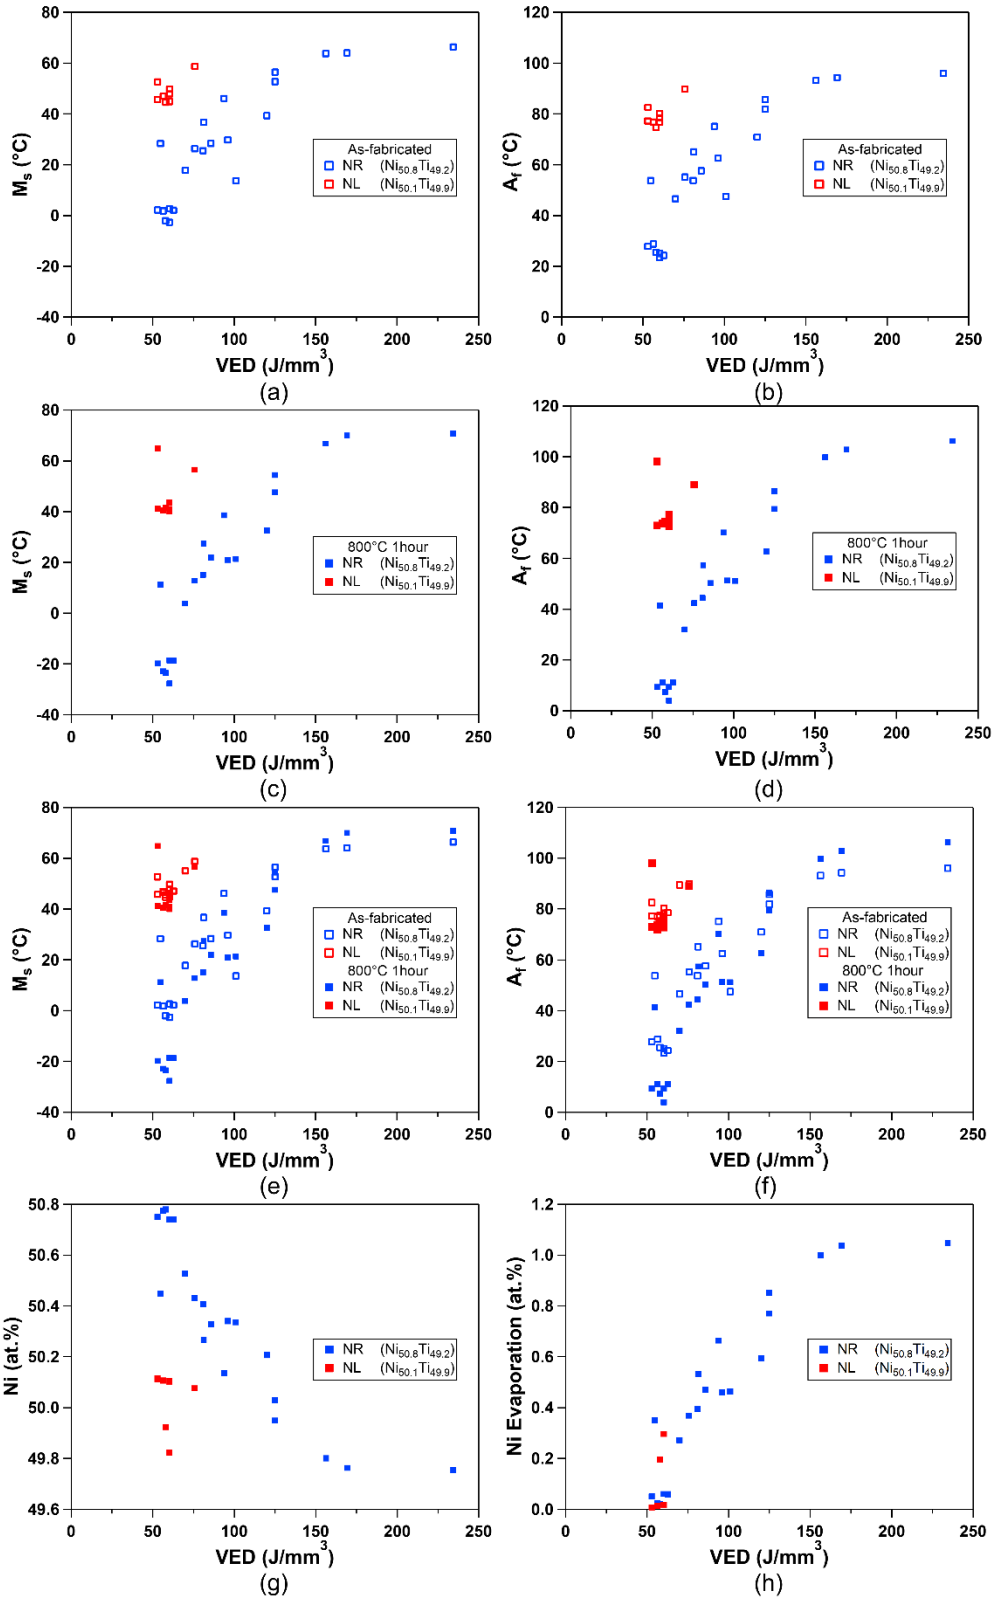 80
60
40
20
0
-20
-40
Ms (°C)
As-fabricated
NR (Ni50.8Ti49.2)
NL (Ni50.1Ti49.9)
0 50 100 150 200 250
VED (J/mm3)
(a)
120
100
80
60
40
20
0
Af (°C)
As-fabricated
NR (Ni50.8Ti49.2)
NL (Ni50.1Ti49.9)
0 50 100 150 200 250
VED (J/mm3)
(b)
80
60
40
20
0
-20
-40
Ms (°C)
800°C 1hour
NR (Ni50.8Ti49.2)
NL (Ni50.1Ti49.9)
0 50 100 150 200 250
VED (J/mm3)
(c)
120
100
80
60
40
20
0
Af (°C)
800°C 1hour
NR (Ni50.8Ti49.2)
NL (Ni50.1Ti49.9)
0 50 100 150 200 250
VED (J/mm3)
(d)
80
60
40
20
0
-20
-40
Ms (°C)
As-fabricated
NR (Ni50.8Ti49.2)
NL (Ni50.1Ti49.9)
800°C 1hour
NR (Ni50.8Ti49.2)
NL (Ni50.1Ti49.9)
0 50 100 150 200 250
VED (J/mm3)
(e)
120
100
80
60
40
20
0
Af (°C)
As-fabricated
NR (Ni50.8Ti49.2)
NL (Ni50.1Ti49.9)
800°C 1hour
NR (Ni50.8Ti49.2)
NL (Ni50.1Ti49.9)
0 50 100 150 200 250
VED (J/mm3)
(f)
50.8
50.6
50.4
50.2
50.0
49.8
49.6
Ni (at.%)
NR (Ni50.8Ti49.2)
NL (Ni50.1Ti49.9)
0 50 100 150 200 250
VED (J/mm3)
(g)
1.2
1.0
0.8
0.6
0.4
0.2
0.0
Ni Evaporation (at.%)
NR (Ni50.8Ti49.2)
NL (Ni50.1Ti49.9)
0 50 100 150 200 250
VED (J/mm3)
(h)